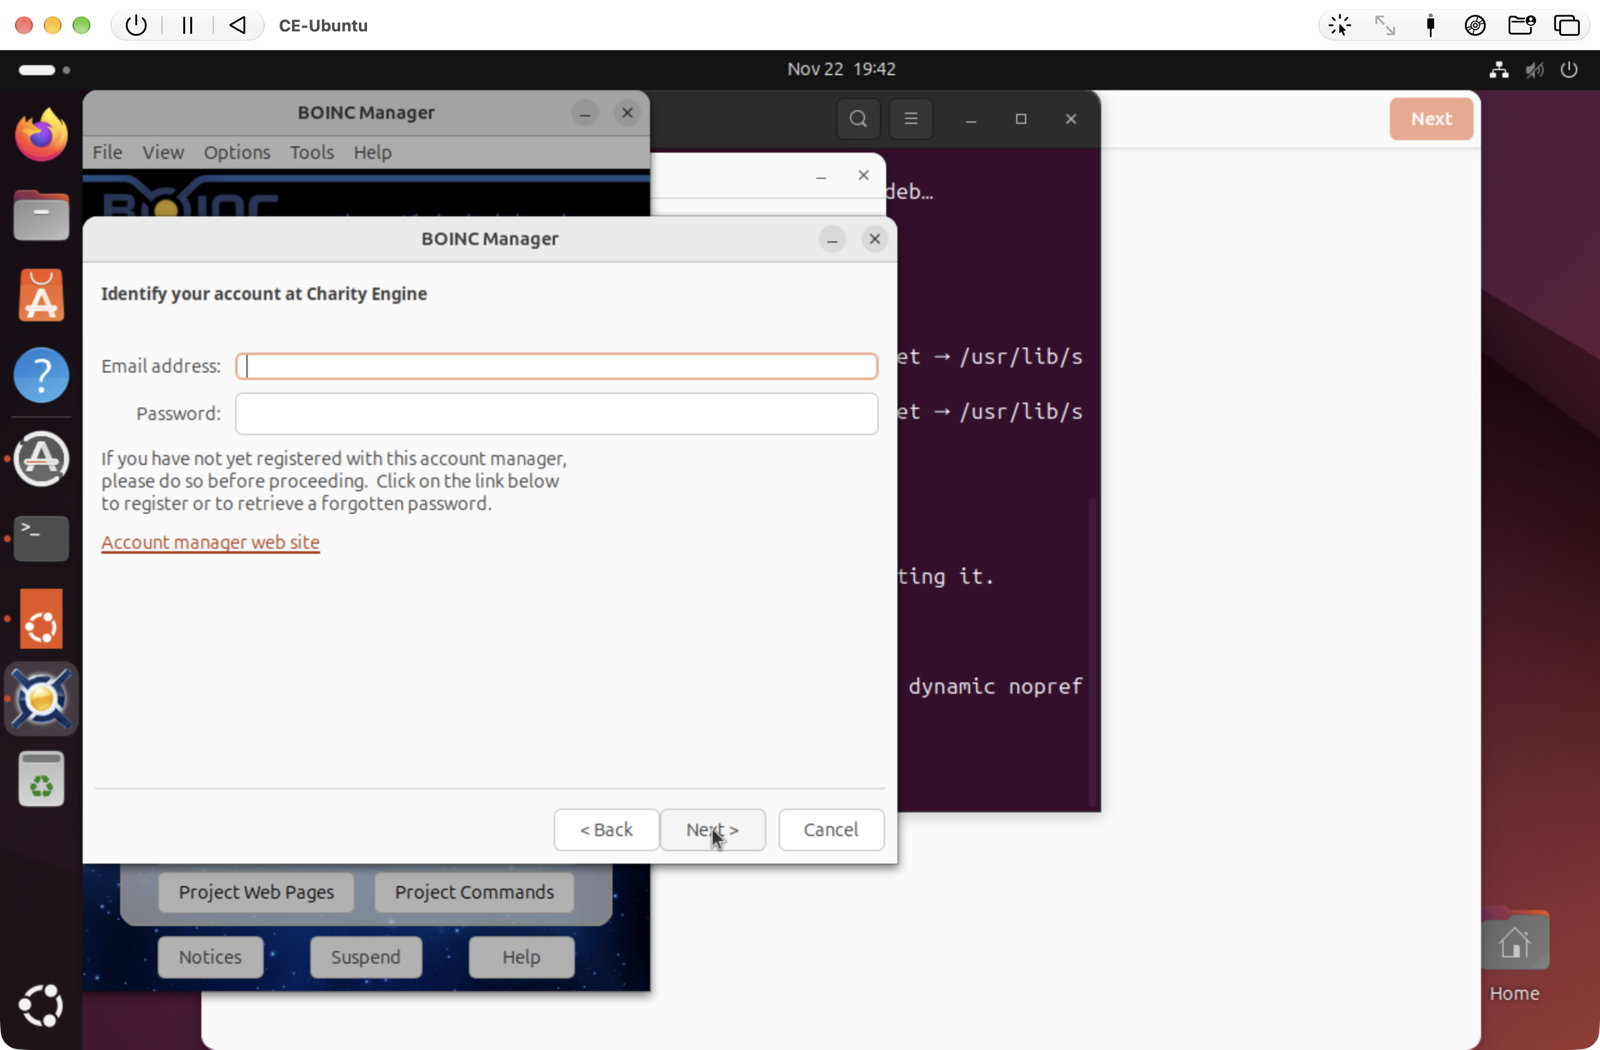 CE-Ubuntu
Nov 22 19:42
BOINC Manager
File View Options Tools Help
BOINC
Next
deb...
BOINC Manager
Identify your account at Charity Engine
Email address:
Password:
If you have not yet registered with this account manager,
please do so before proceeding. Click on the link below
to register or to retrieve a forgotten password.
Account manager web site
< Back
Next >
Cancel
et → /usr/lib/s
et → /usr/lib/s
ting it.
dynamic nopref
Project Web Pages
Project Commands
Notices
Suspend
Help
Home